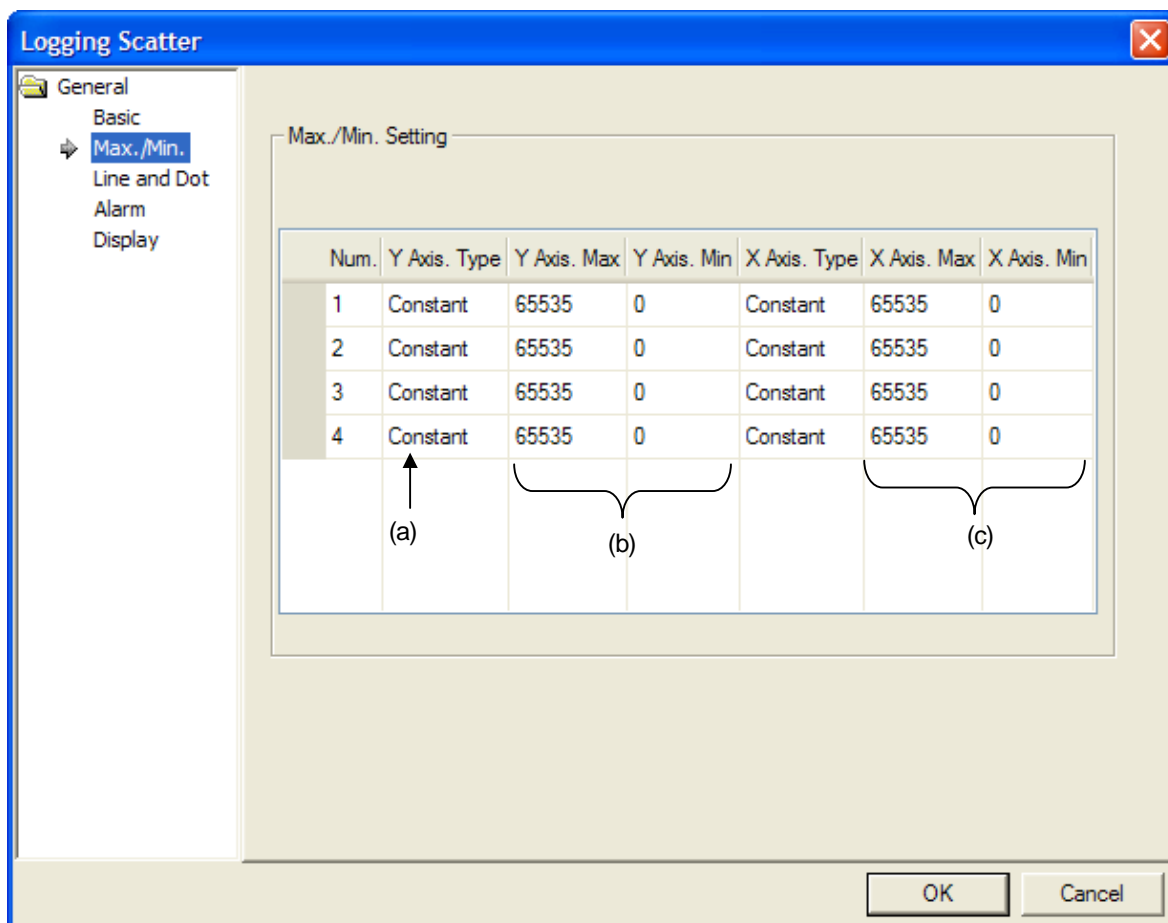 Logging Scatter
General
Basic
Max./Min.
Line and Dot
Alarm
Display
Max./Min. Setting
Num. Y Axis. Type Y Axis. Max Y Axis. Min X Axis. Type X Axis. Max X Axis. Min
1 Constant 65535 0 Constant 65535 0
2 Constant 65535 0 Constant 65535 0
3 Constant 65535 0 Constant 65535 0
4 Constant 65535 0 Constant 65535 0
(a) (b) (c)
OK Cancel